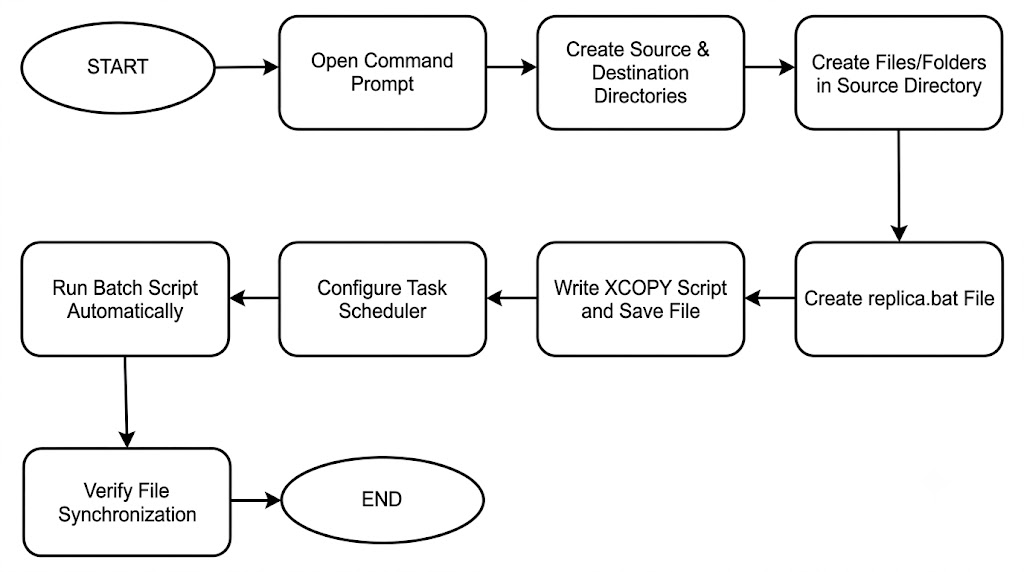 START
Open Command
Prompt
Create Source &
Destination
Directories
Create Files/Folders
in Source Directory
Create replica.bat File
Write XCOPY Script
and Save File
Configure Task
Scheduler
Run Batch Script
Automatically
Verify File
Synchronization
END